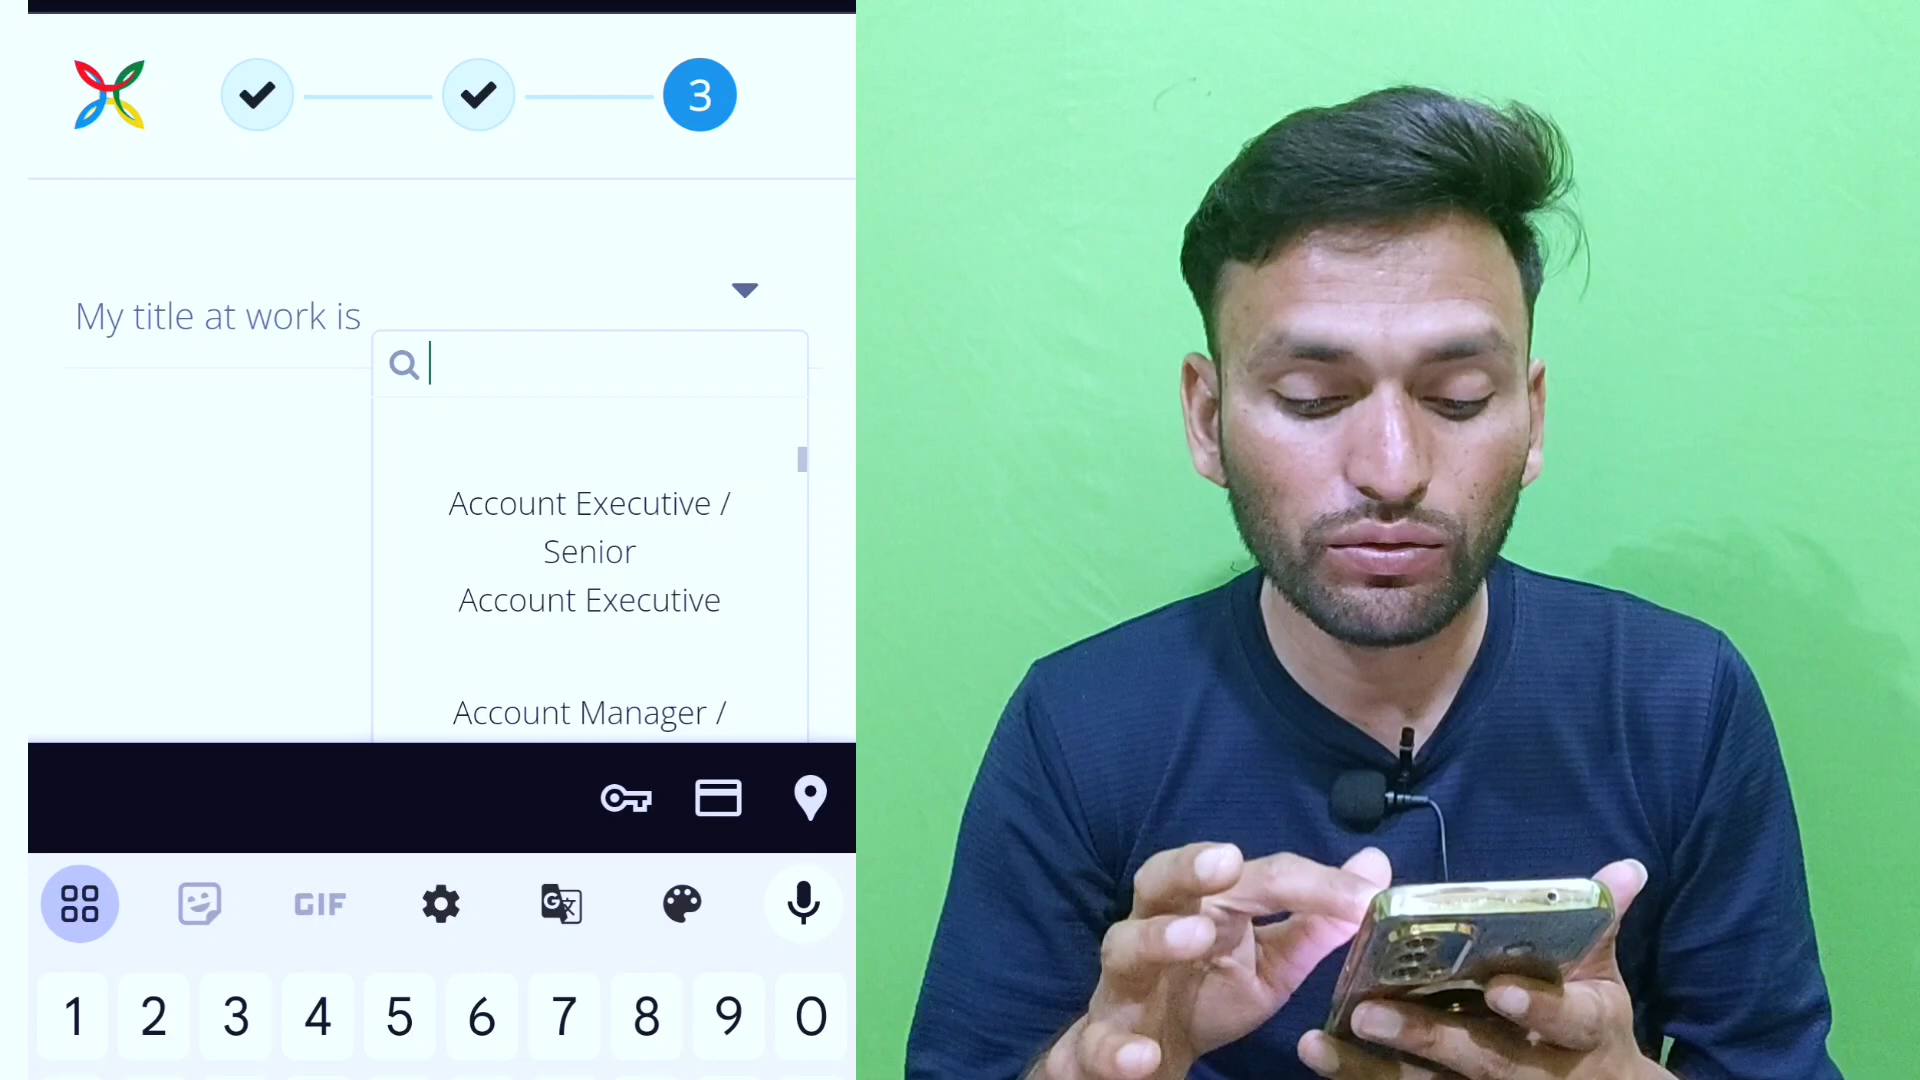 3
My title at work is
Account Executive /
Senior
Account Executive
Account Manager /
GIF
G
1 2 3 4 5 6 7 8 9 0